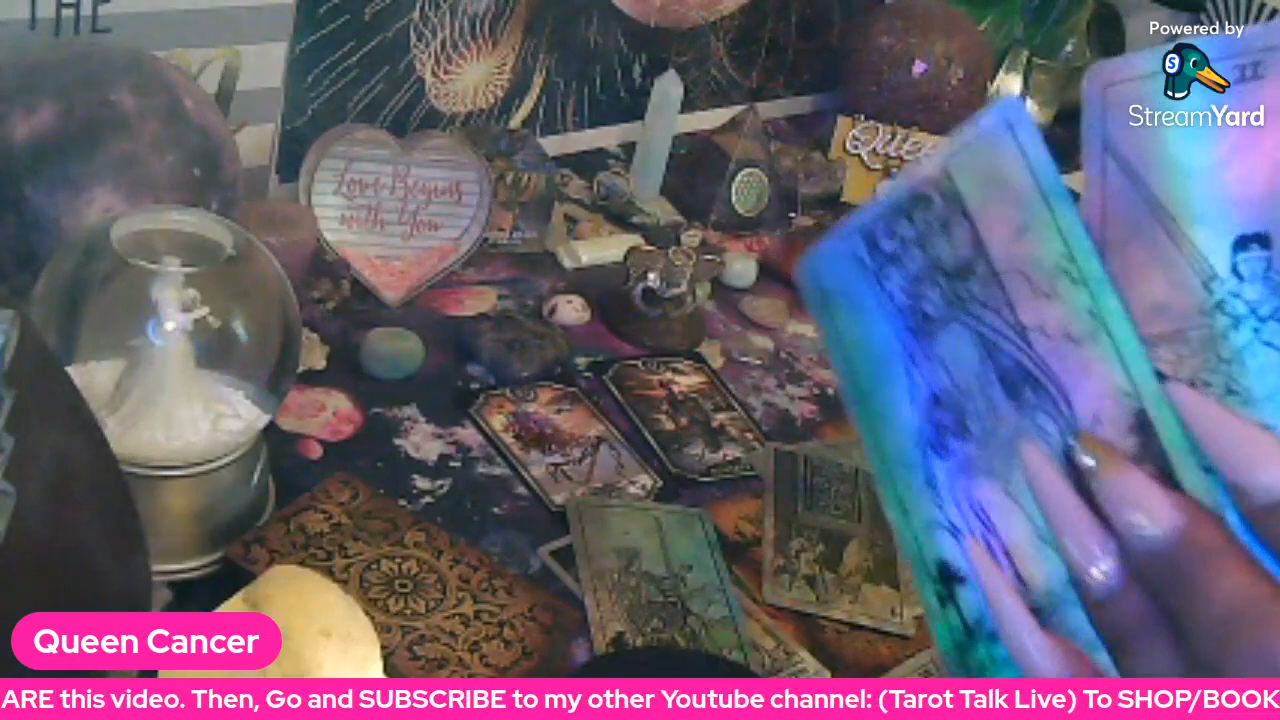 THE
Powered by
S
StreamYard
II
Love Begins
with You
Queen Cancer
ARE this video. Then, Go and SUBSCRIBE to my other Youtube channel: (Tarot Talk Live) To SHOP/BOOK